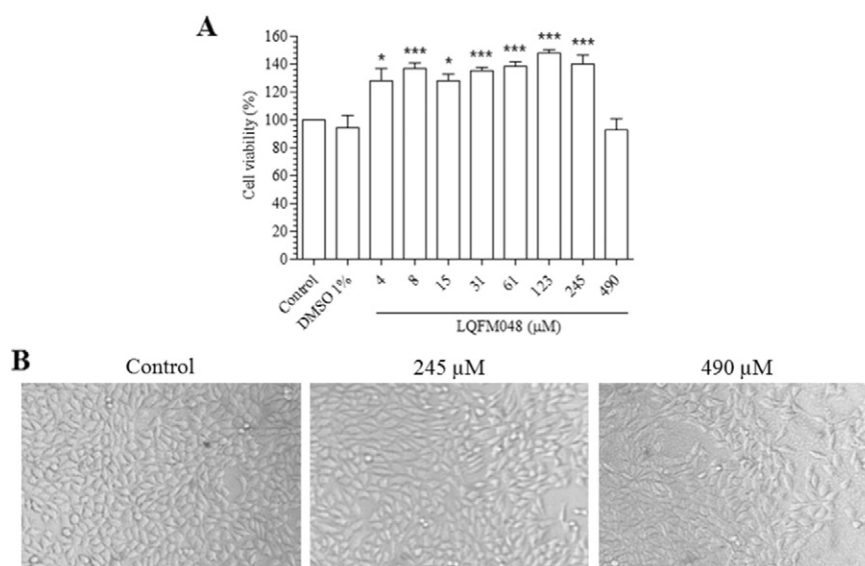 A
160
140
120
100
80
60
40
20
0
Cell viability (%)
* *** * *** *** *** ***
Control DMSO 1% 4 8 15 31 61 123 245 490
LQFM048 (µM)
B
Control 245 µM 490 µM